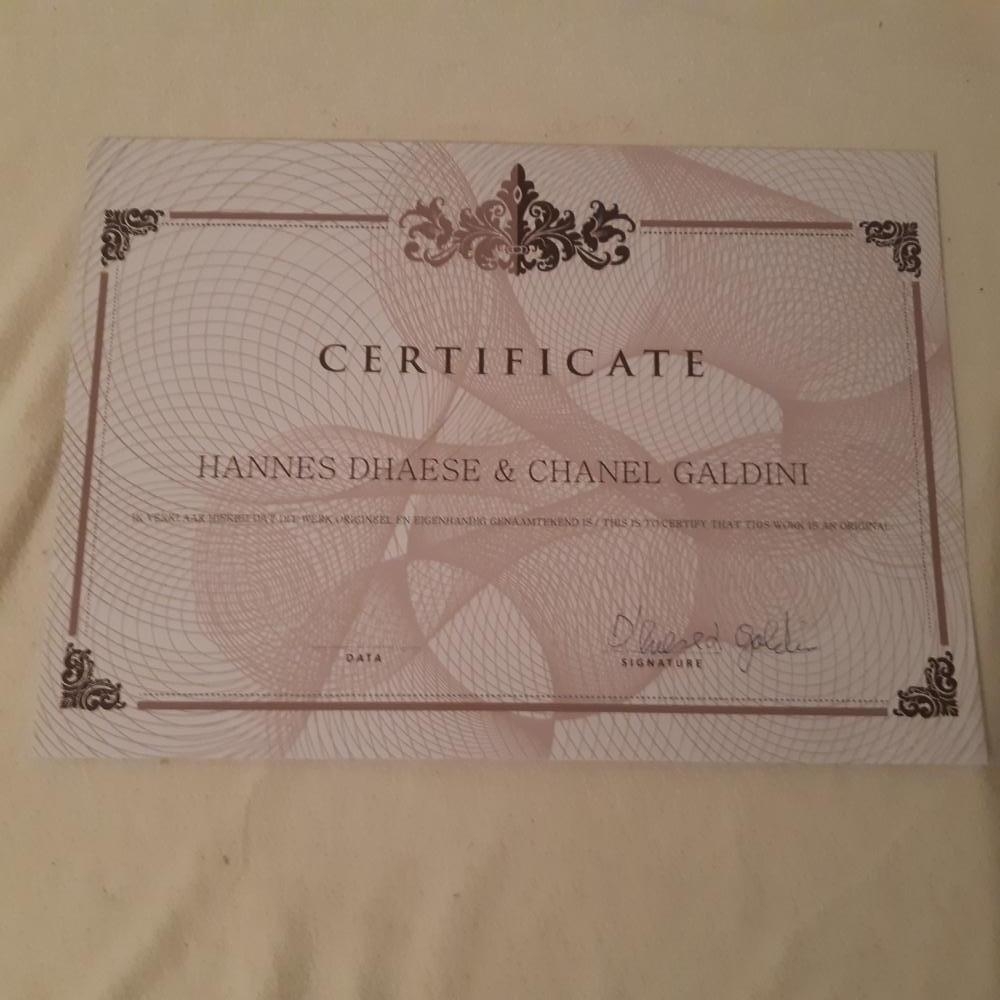 CERTIFICATE
HANNES DHAESE & CHANEL GALDINI
IK VERKLAAR HIERBIJ DAT DIT WERK ORIGINEEL EN EIGENHANDIG GENAAMTEKEND IS / THIS IS TO CERTIFY THAT THIS WORK IS AN ORIGINAL
DATA
SIGNATURE